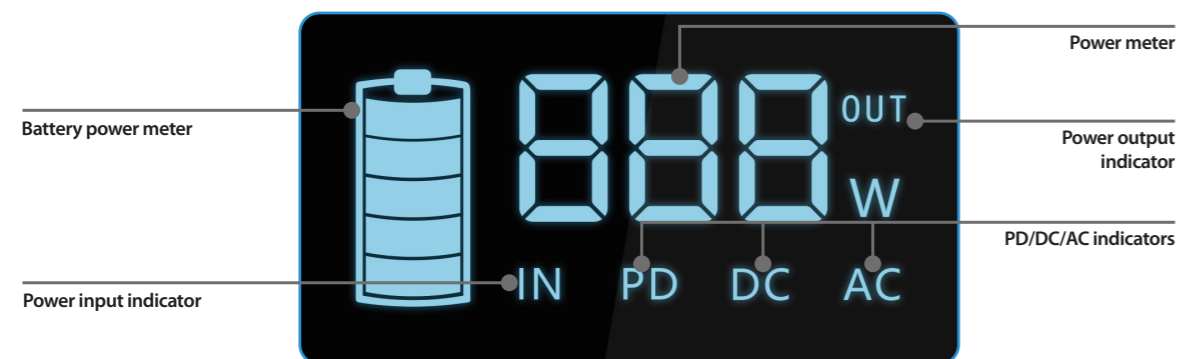 Power meter
Battery power meter
888
OUT
Power output
indicator
W
PD/DC/AC indicators
IN PD DC AC
Power input indicator